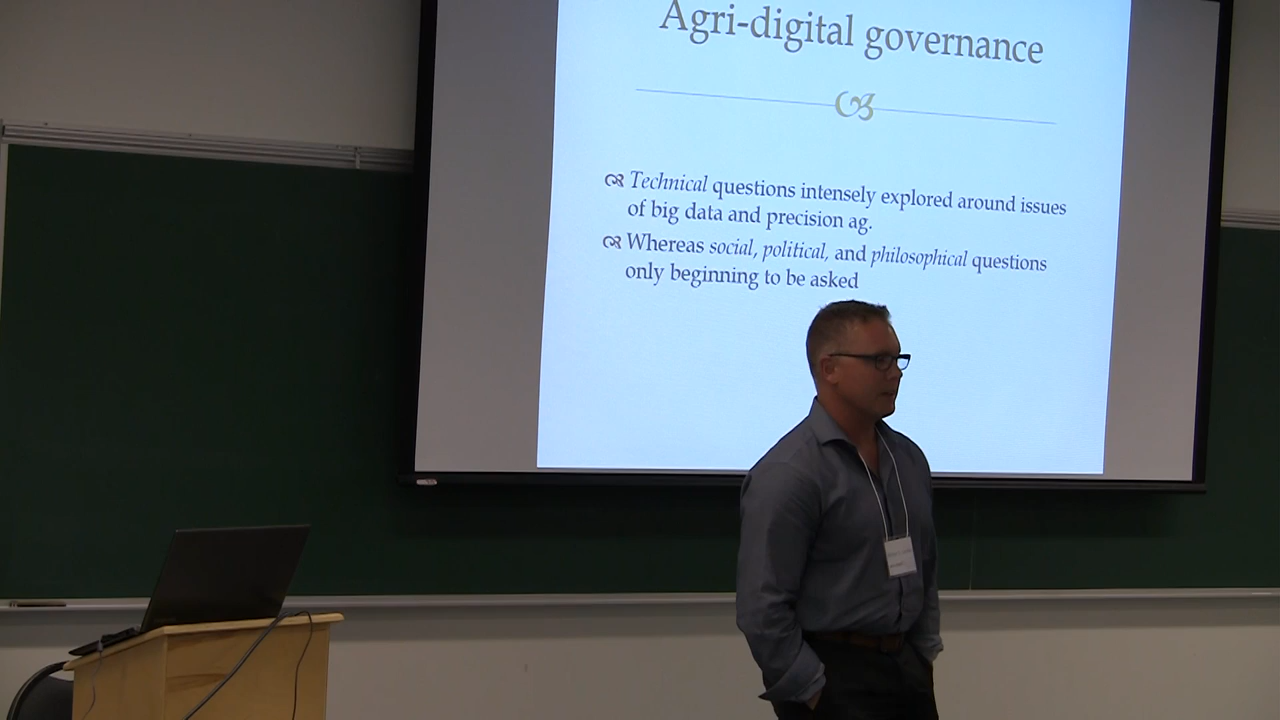 Agri-digital governance
Technical questions intensely explored around issues
of big data and precision ag.
Whereas social, political, and philosophical questions
only beginning to be asked